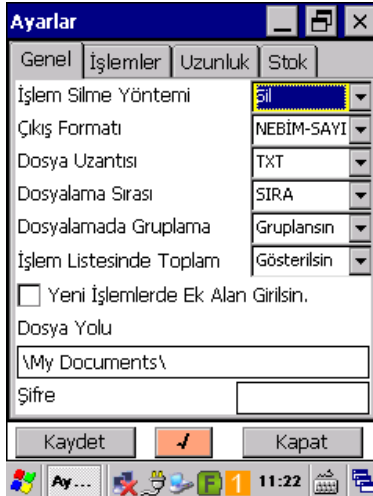 Ayarlar
Genel İşlemler Uzunluk Stok
İşlem Silme Yöntemi Sil
Çıkış Formatı NEBİM-SAYI
Dosya Uzantısı TXT
Dosyalama Sırası SIRA
Dosyalamada Gruplama Gruplansın
İşlem Listesinde Toplam Gösterilsin
Yeni İşlemlerde Ek Alan Girilsin.
Dosya Yolu
\My Documents\
Şifre
Kaydet Kapat
Ay... F 1 11:22